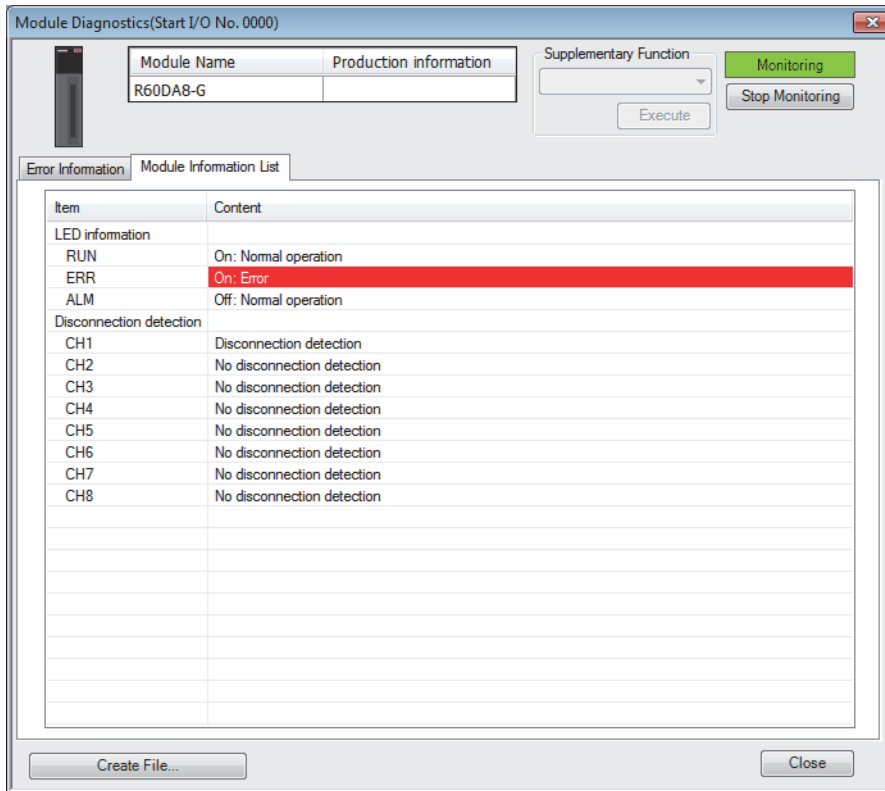 Module Diagnostics(Start I/O No. 0000)
Module Name Production information
R60DA8-G
Supplementary Function
Execute
Monitoring
Stop Monitoring
Error Information Module Information List
Item Content
LED information
RUN On: Normal operation
ERR On: Error
ALM Off: Normal operation
Disconnection detection
CH1 Disconnection detection
CH2 No disconnection detection
CH3 No disconnection detection
CH4 No disconnection detection
CH5 No disconnection detection
CH6 No disconnection detection
CH7 No disconnection detection
CH8 No disconnection detection
Create File... Close